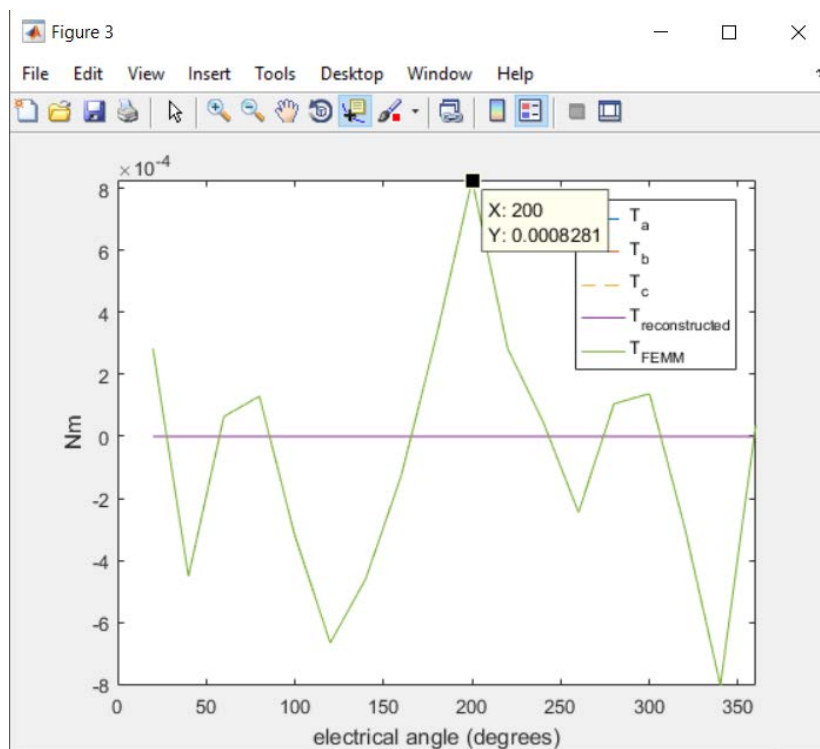 Figure 3
File Edit View Insert Tools Desktop Window Help
×10⁻⁴
8
6
4
2
0
-2
-4
-6
-8
Nm
0 50 100 150 200 250 300 350
electrical angle (degrees)
X: 200
Y: 0.0008281
T_a
T_b
T_c
T_reconstructed
T_FEMM